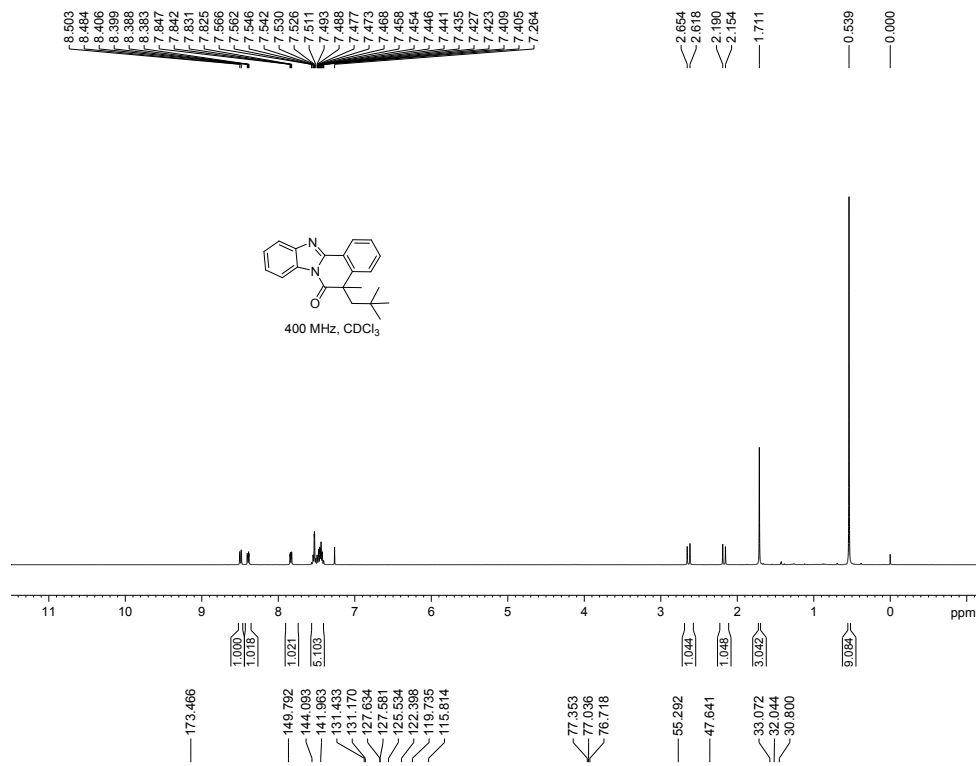 8.503 8.484 8.406 8.399 8.388 8.383 7.847 7.842 7.831 7.825 7.566 7.562 7.546 7.542 7.530 7.526 7.511 7.493 7.488 7.477 7.473 7.468 7.458 7.454 7.446 7.441 7.435 7.427 7.423 7.409 7.405 7.264 2.654 2.618 2.190 2.154 1.711 0.539 0.000
N
N
O
400 MHz, CDCl3
11 10 9 8 7 6 5 4 3 2 1 0 ppm
1.000 1.018 1.021 5.103 1.044 1.048 3.042 9.084
173.466 149.792 144.093 141.963 131.433 131.170 127.634 127.581 125.534 122.398 119.735 115.814 77.353 77.036 76.718 55.292 47.641 33.072 32.044 30.800